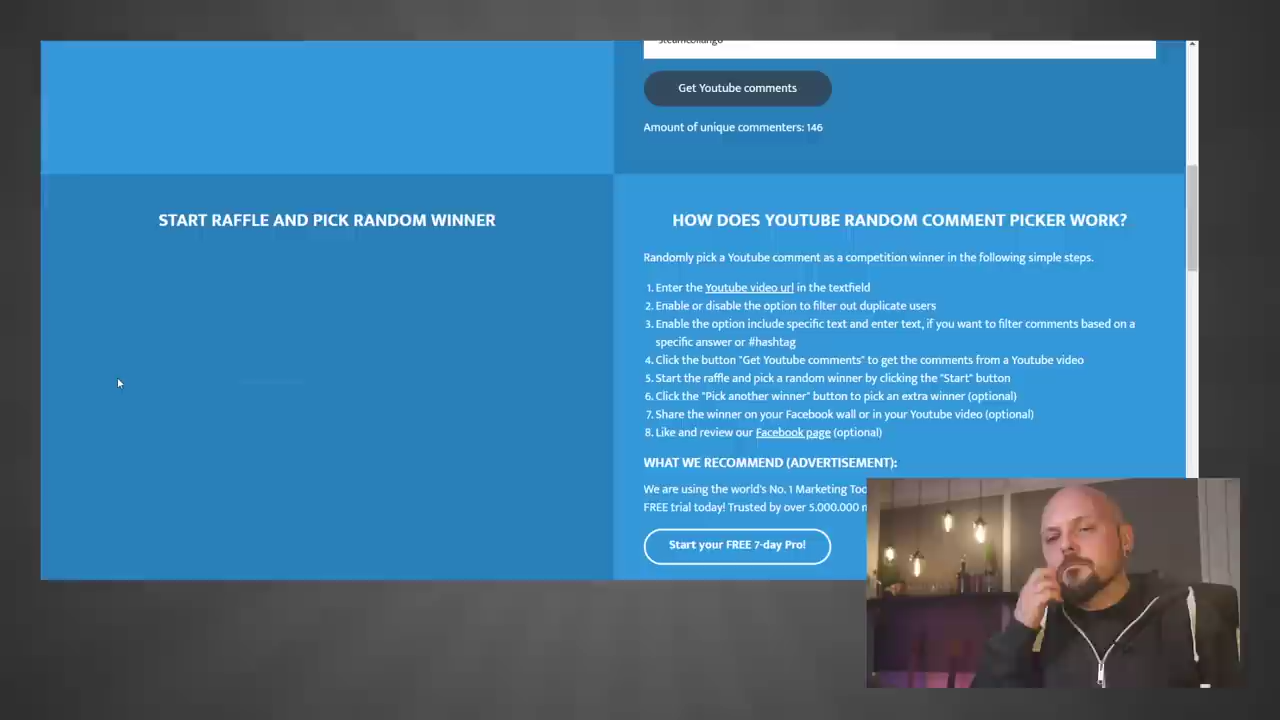 Get Youtube comments
Amount of unique commenters: 146
START RAFFLE AND PICK RANDOM WINNER
HOW DOES YOUTUBE RANDOM COMMENT PICKER WORK?
Randomly pick a Youtube comment as a competition winner in the following simple steps.
1. Enter the Youtube video url in the textfield
2. Enable or disable the option to filter out duplicate users
3. Enable the option include specific text and enter text, if you want to filter comments based on a
specific answer or #hashtag
4. Click the button "Get Youtube comments" to get the comments from a Youtube video
5. Start the raffle and pick a random winner by clicking the "Start" button
6. Click the "Pick another winner" button to pick an extra winner (optional)
7. Share the winner on your Facebook wall or in your Youtube video (optional)
8. Like and review our Facebook page (optional)
WHAT WE RECOMMEND (ADVERTISEMENT):
We are using the world's No. 1 Marketing
FREE trial today! Trusted by over 5.000.000
Start your FREE 7-day Pro!